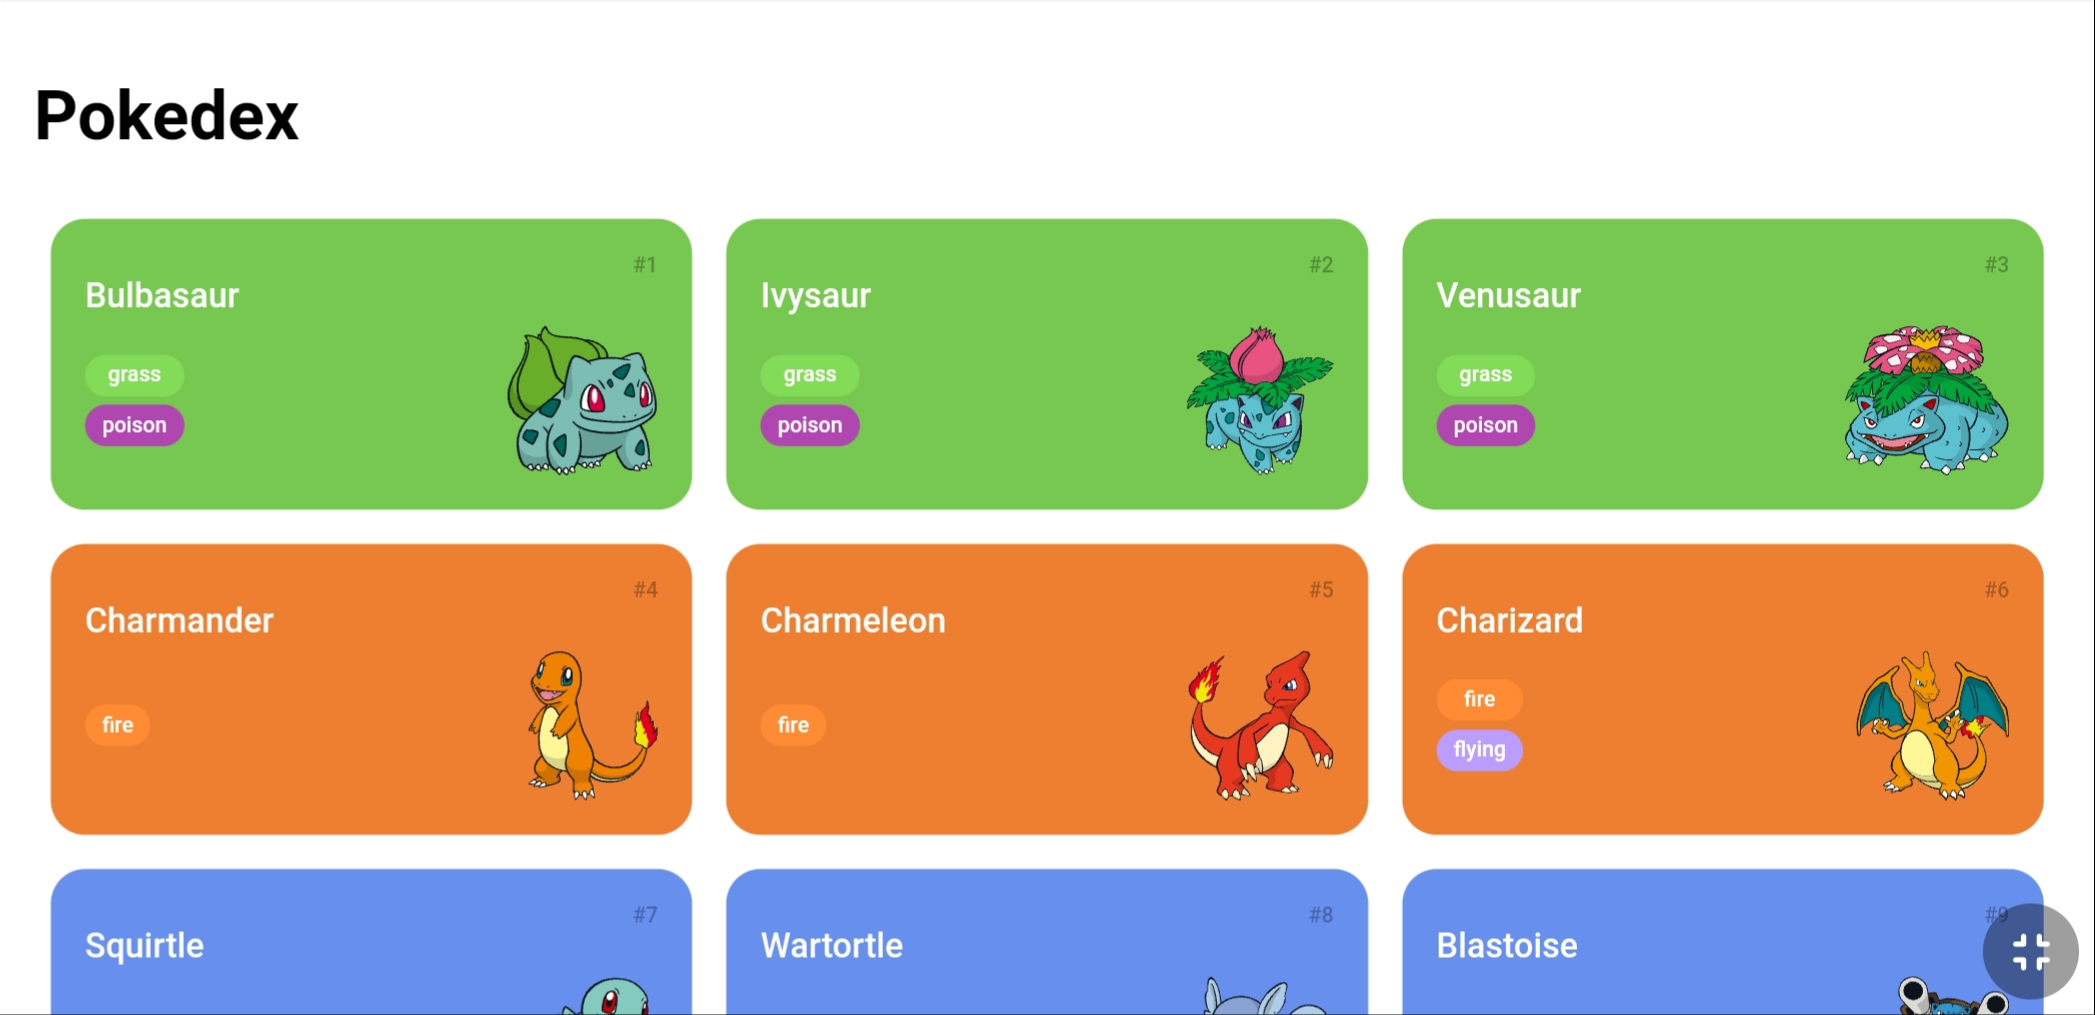 Pokedex
#1
Bulbasaur
grass
poison
#2
Ivysaur
grass
poison
#3
Venusaur
grass
poison
#4
Charmander
fire
#5
Charmeleon
fire
#6
Charizard
fire
flying
#7
Squirtle
#8
Wartortle
#9
Blastoise